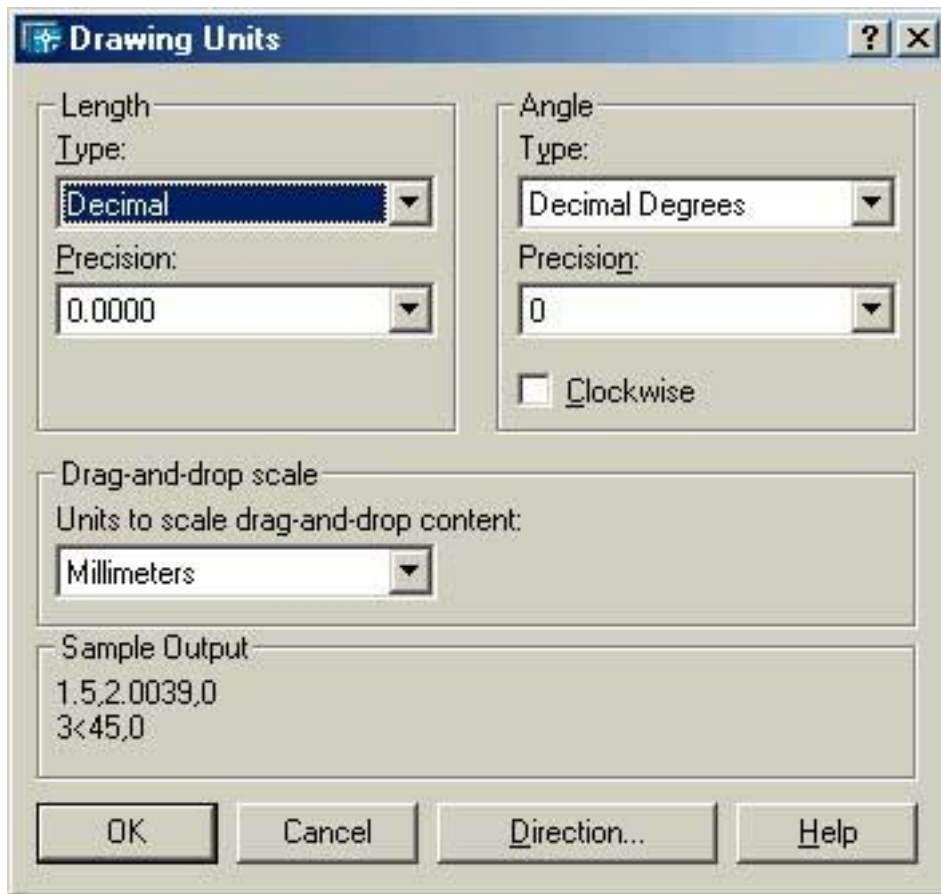 Drawing Units
Length
Type:
Decimal
Precision:
0.0000
Angle
Type:
Decimal Degrees
Precision:
0
Clockwise
Drag-and-drop scale
Units to scale drag-and-drop content:
Millimeters
Sample Output
1.5,2.0039,0
3<45,0
OK
Cancel
Direction...
Help